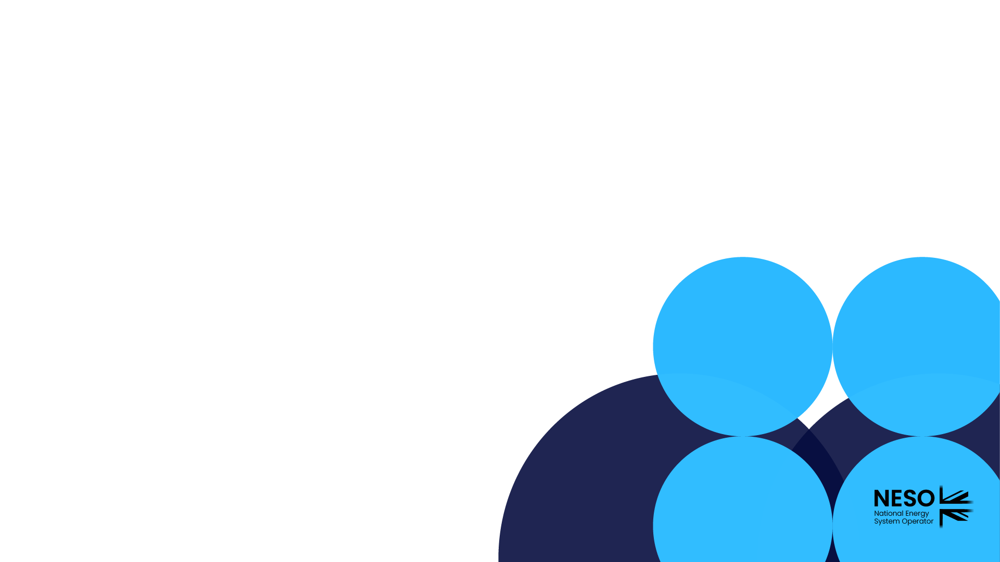 NESO
National Energy
System Operator